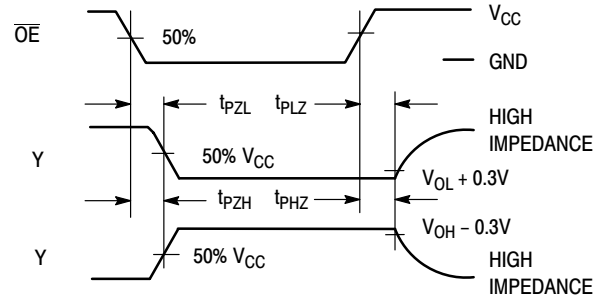 OE
50%
VCC
GND
tPZL
tPLZ
HIGH
IMPEDANCE
Y
50% VCC
VOL + 0.3V
tPZH
tPHZ
VOH − 0.3V
Y
50% VCC
HIGH
IMPEDANCE